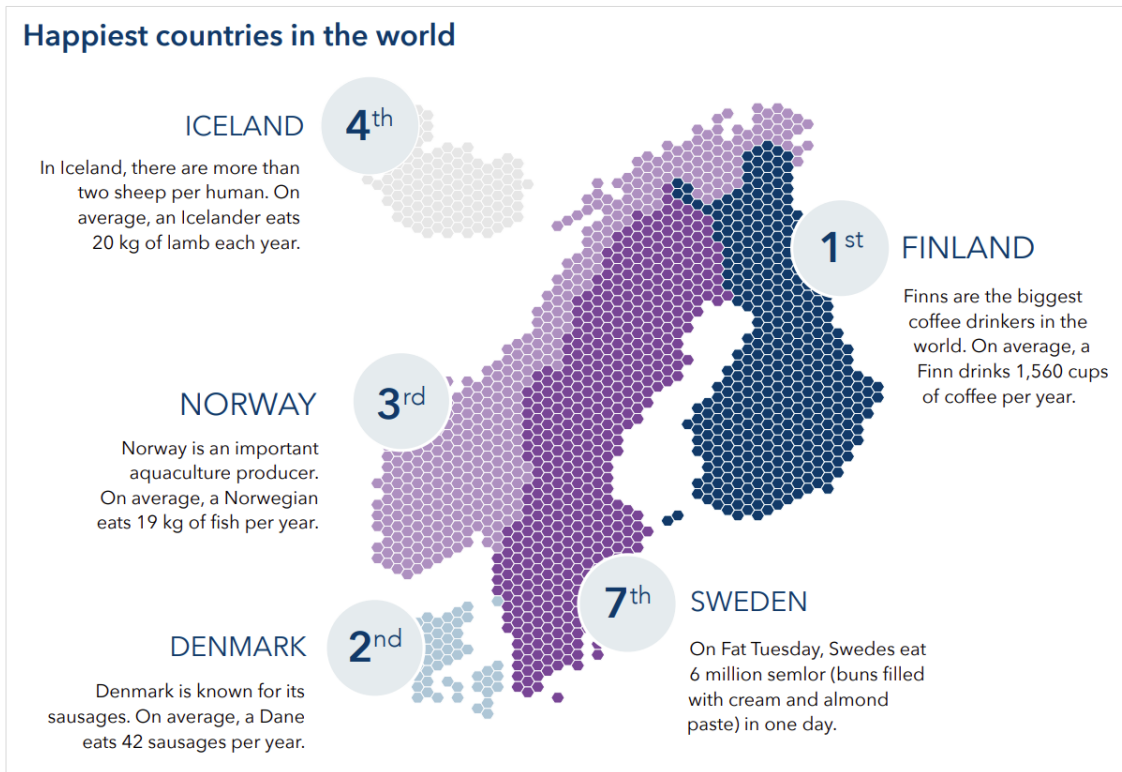 Happiest countries in the world
ICELAND
4th
In Iceland, there are more than
two sheep per human. On
average, an Icelander eats
20 kg of lamb each year.
1st
FINLAND
Finns are the biggest
coffee drinkers in the
world. On average, a
Finn drinks 1,560 cups
of coffee per year.
NORWAY
3rd
Norway is an important
aquaculture producer.
On average, a Norwegian
eats 19 kg of fish per year.
7th
SWEDEN
On Fat Tuesday, Swedes eat
6 million semlor (buns filled
with cream and almond
paste) in one day.
DENMARK
2nd
Denmark is known for its
sausages. On average, a Dane
eats 42 sausages per year.